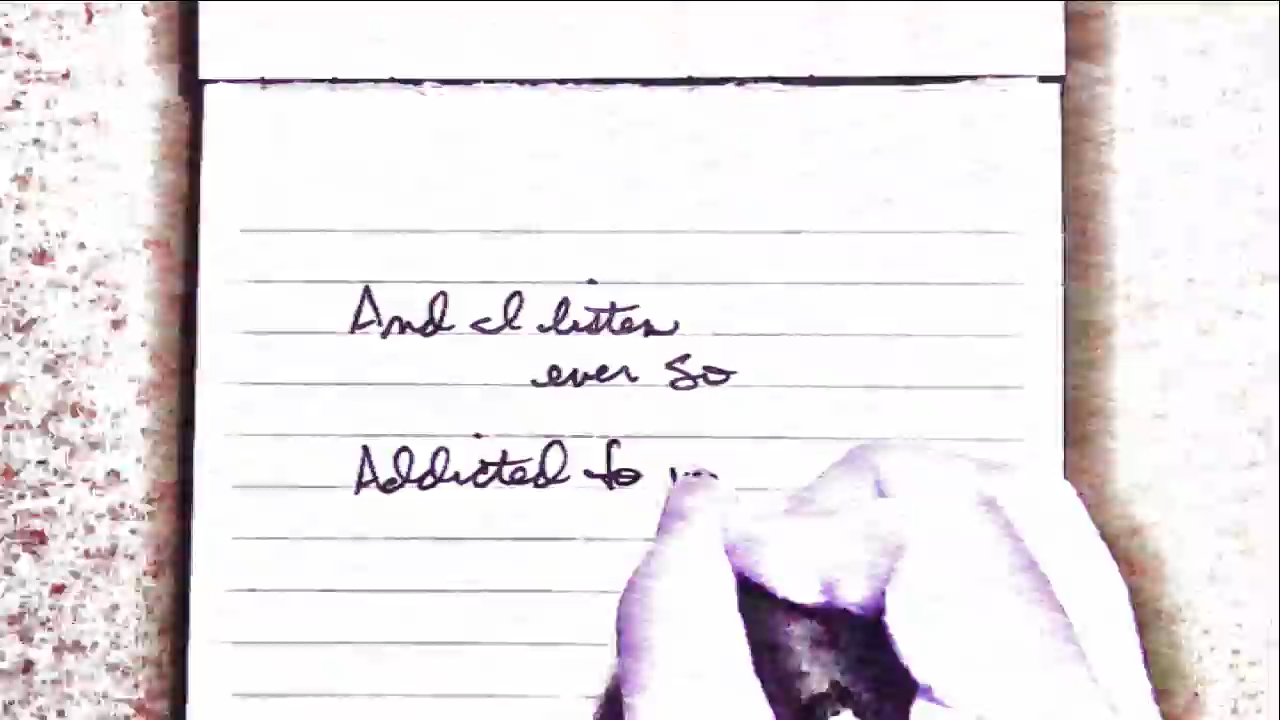 And I listen
ever so
Addicted to